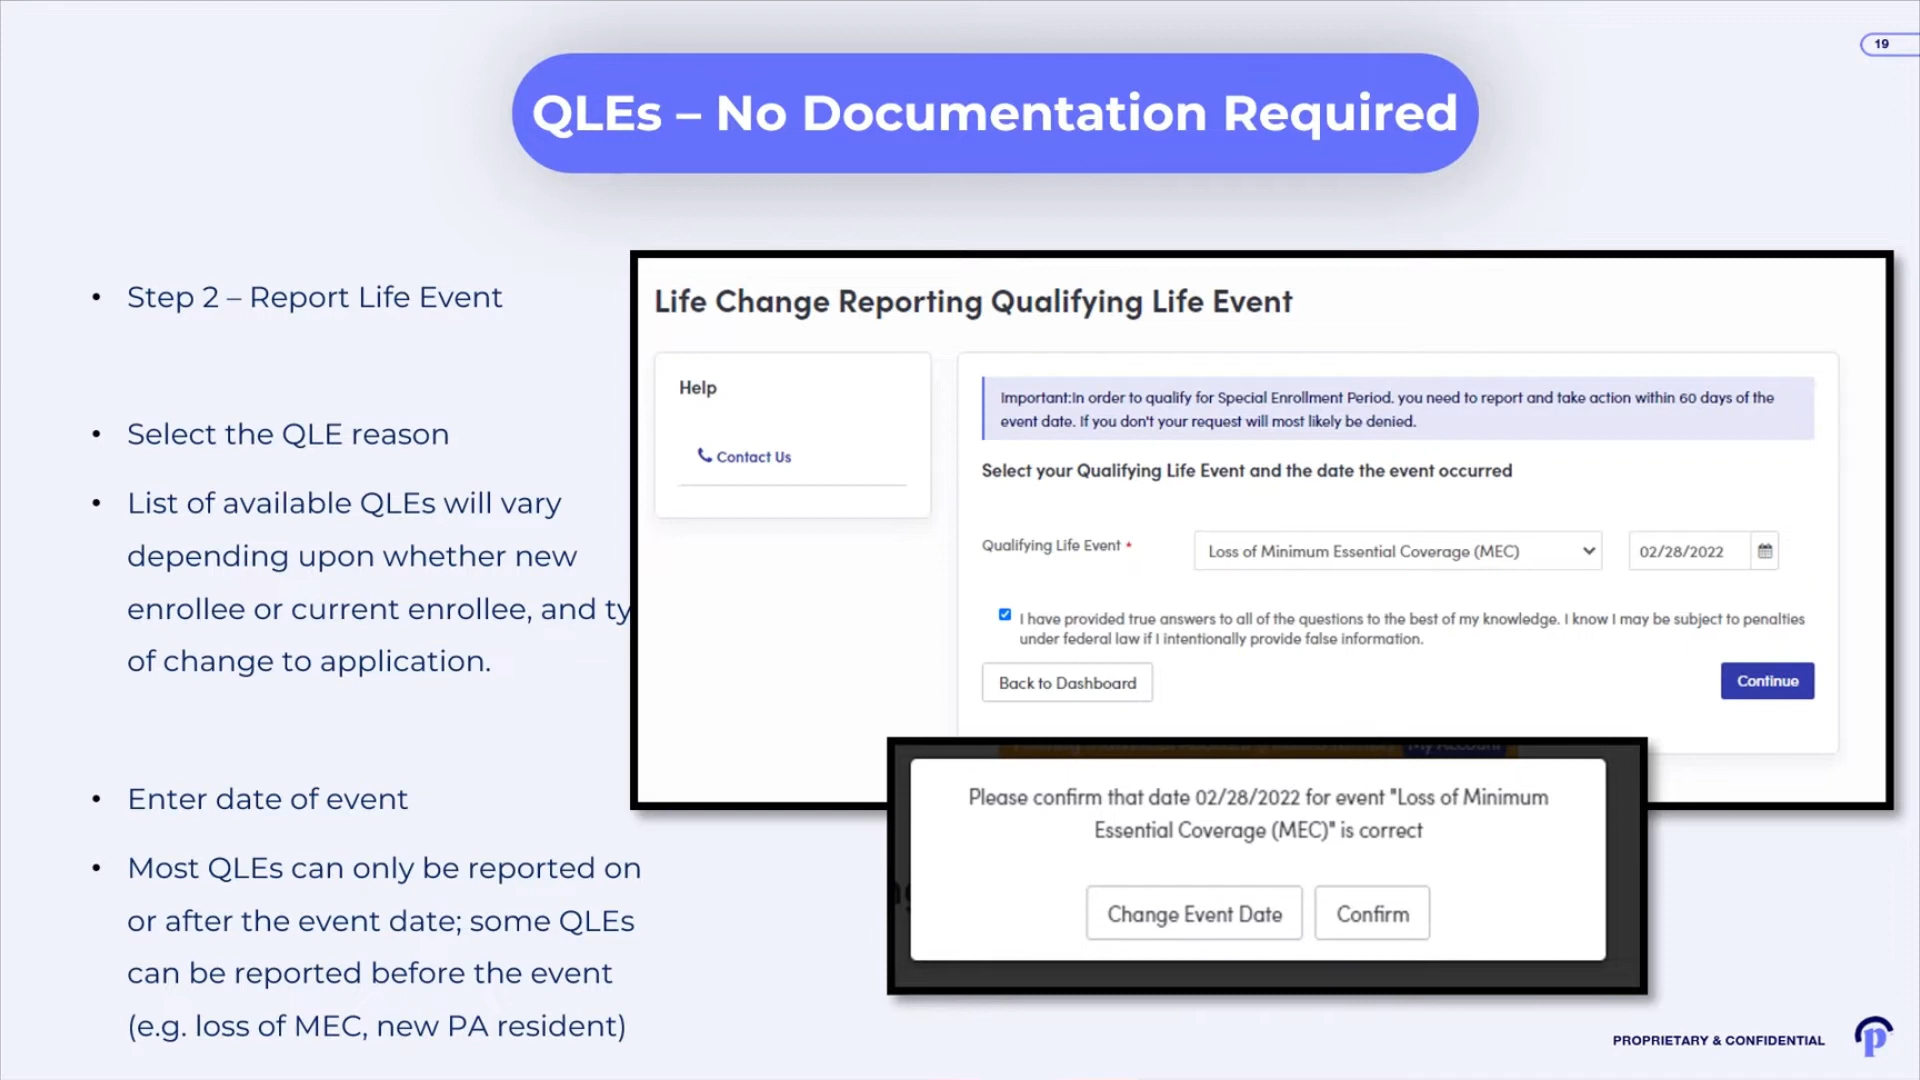 19
QLEs – No Documentation Required
• Step 2 – Report Life Event
• Select the QLE reason
• List of available QLEs will vary
depending upon whether new
enrollee or current enrollee, and ty
of change to application.
• Enter date of event
• Most QLEs can only be reported on
or after the event date; some QLEs
can be reported before the event
(e.g. loss of MEC, new PA resident)
Life Change Reporting Qualifying Life Event
Help
Contact Us
Important:In order to qualify for Special Enrollment Period. you need to report and take action within 60 days of the
event date. If you don't your request will most likely be denied.
Select your Qualifying Life Event and the date the event occurred
Qualifying Life Event *
Loss of Minimum Essential Coverage (MEC)
02/28/2022
I have provided true answers to all of the questions to the best of my knowledge. I know I may be subject to penalties
under federal law if I intentionally provide false information.
Back to Dashboard
Continue
My Account
Please confirm that date 02/28/2022 for event "Loss of Minimum
Essential Coverage (MEC)" is correct
Change Event Date
Confirm
PROPRIETARY & CONFIDENTIAL
p